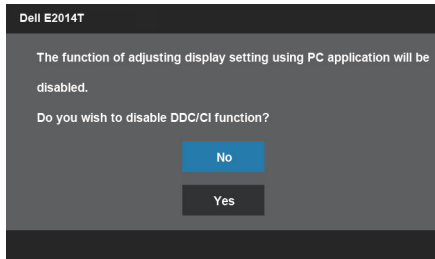 Dell E2014T
The function of adjusting display setting using PC application will be
disabled.
Do you wish to disable DDC/CI function?
No
Yes